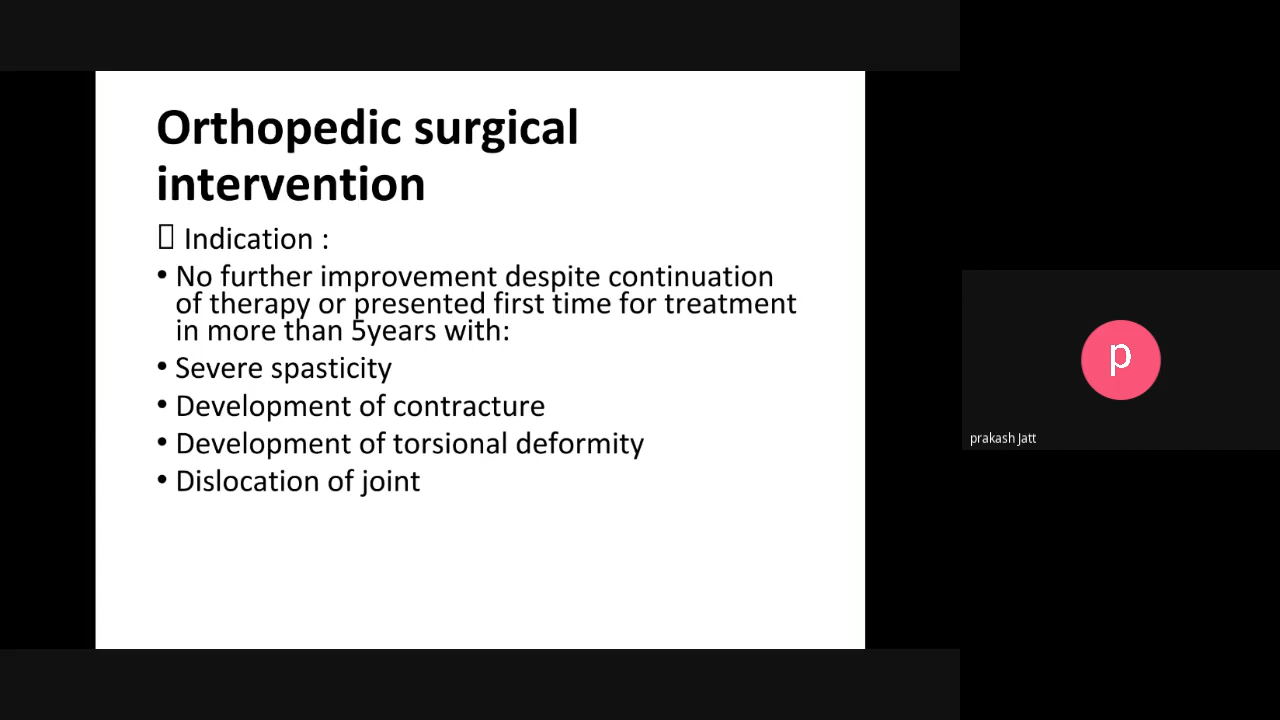 Orthopedic surgical
intervention
Indication :
• No further improvement despite continuation
of therapy or presented first time for treatment
in more than 5years with:
• Severe spasticity
• Development of contracture
• Development of torsional deformity
• Dislocation of joint
p
prakash Jatt